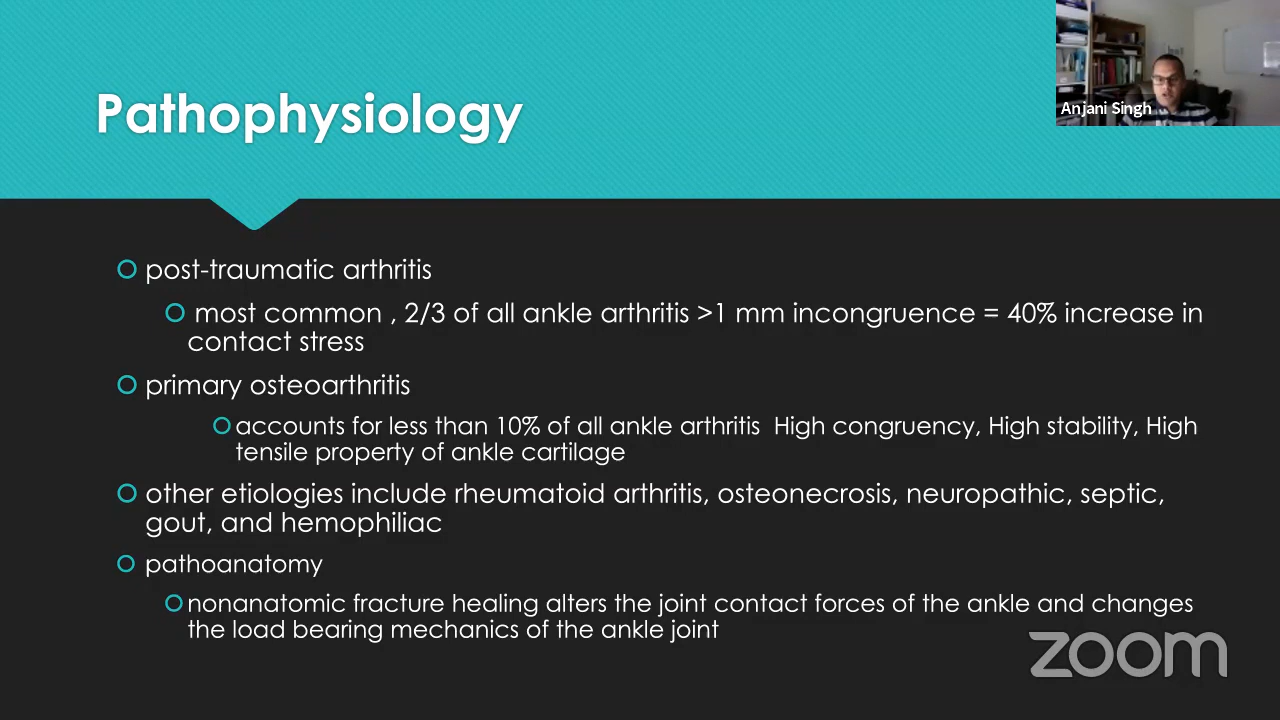 Pathophysiology
Anjani Singh
post-traumatic arthritis
most common , 2/3 of all ankle arthritis >1 mm incongruence = 40% increase in
contact stress
primary osteoarthritis
accounts for less than 10% of all ankle arthritis  High congruency, High stability, High
tensile property of ankle cartilage
other etiologies include rheumatoid arthritis, osteonecrosis, neuropathic, septic,
gout, and hemophiliac
pathoanatomy
nonanatomic fracture healing alters the joint contact forces of the ankle and changes
the load bearing mechanics of the ankle joint
zoom